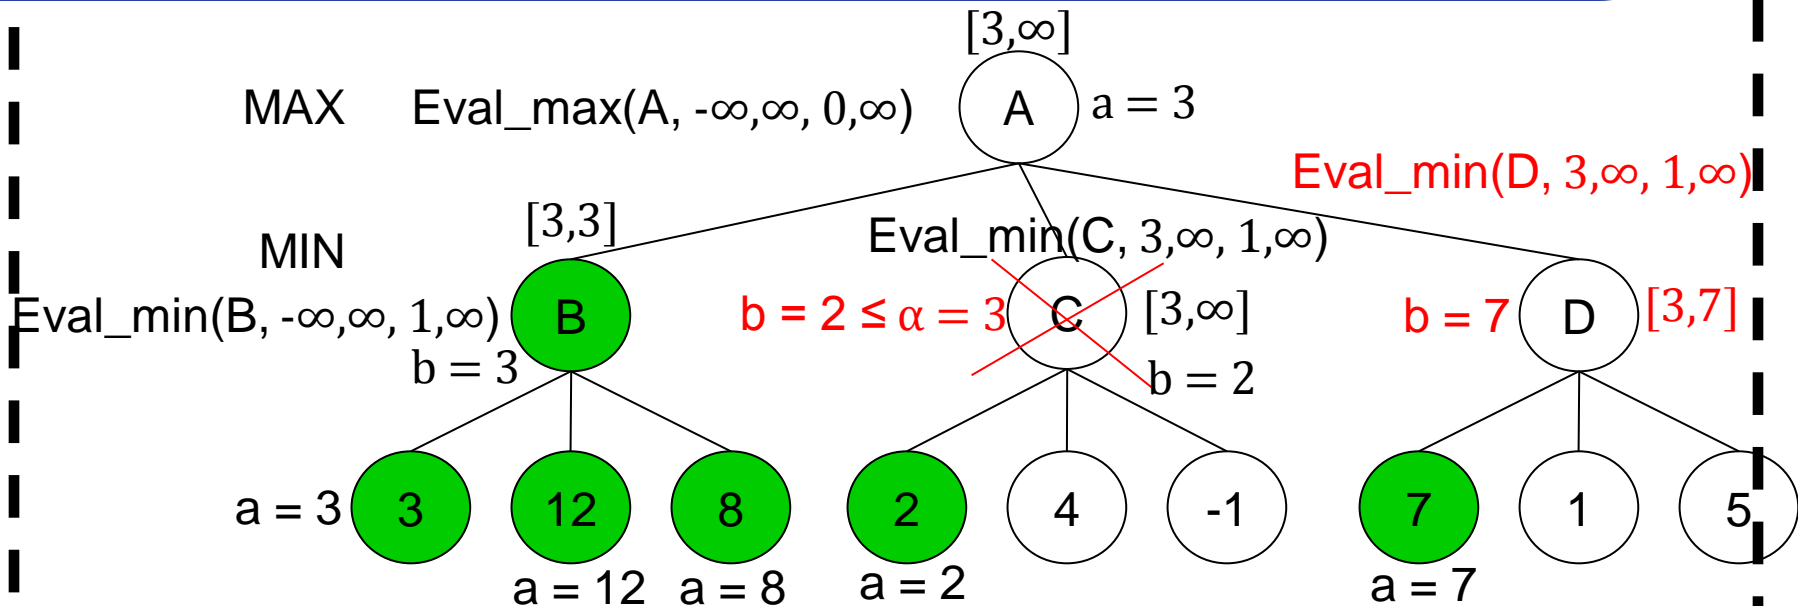 [3,∞]
MAX Eval_max(A, -∞,∞, 0,∞) A a = 3
Eval_min(D, 3,∞, 1,∞)
[3,3]
MIN Eval_min(C, 3,∞, 1,∞)
Eval_min(B, -∞,∞, 1,∞) B b = 2 ≤ α = 3 C [3,∞] b = 7 D [3,7]
b = 3 b = 2
a = 3 3 12 8 2 4 -1 7 1 5
a = 12 a = 8 a = 2 a = 7